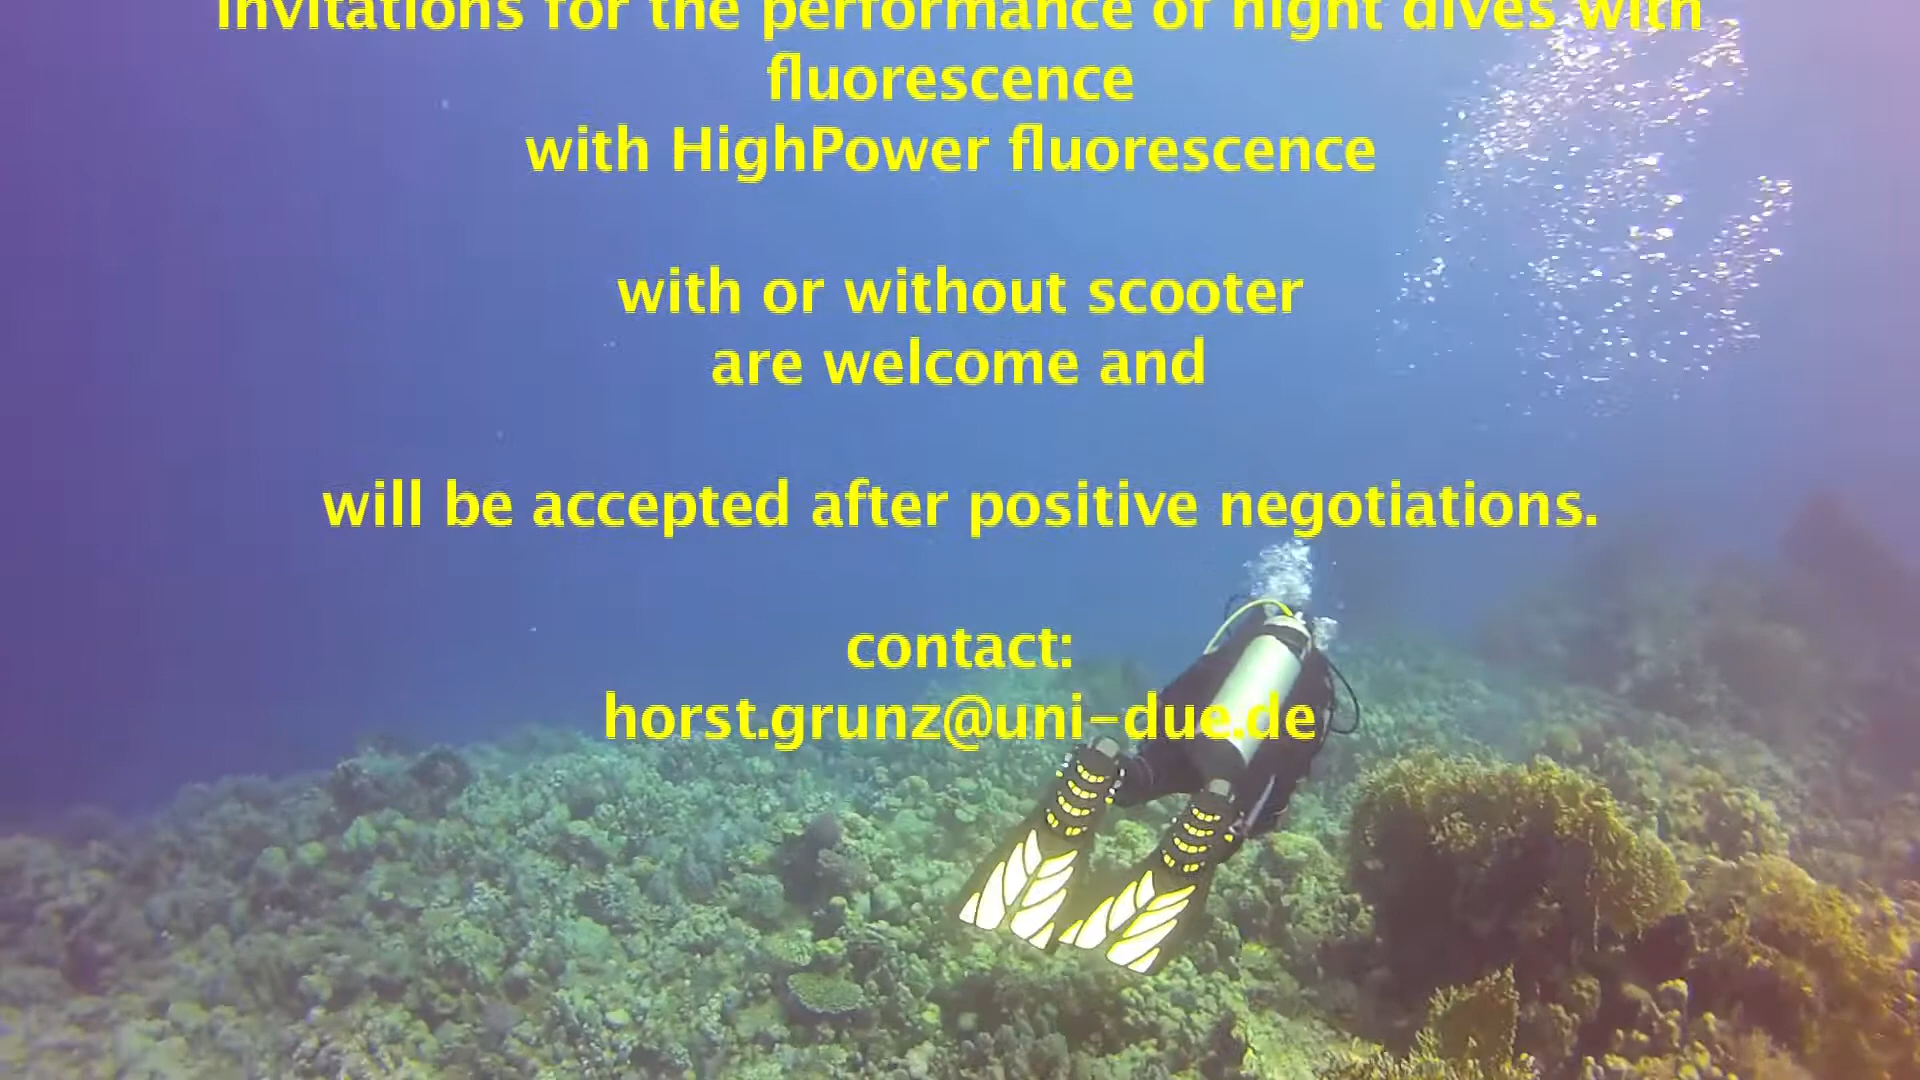 Invitations for the performance of night dives with
fluorescence
with HighPower fluorescence
with or without scooter
are welcome and
will be accepted after positive negotiations.
contact:
horst.grunz@uni-due.de